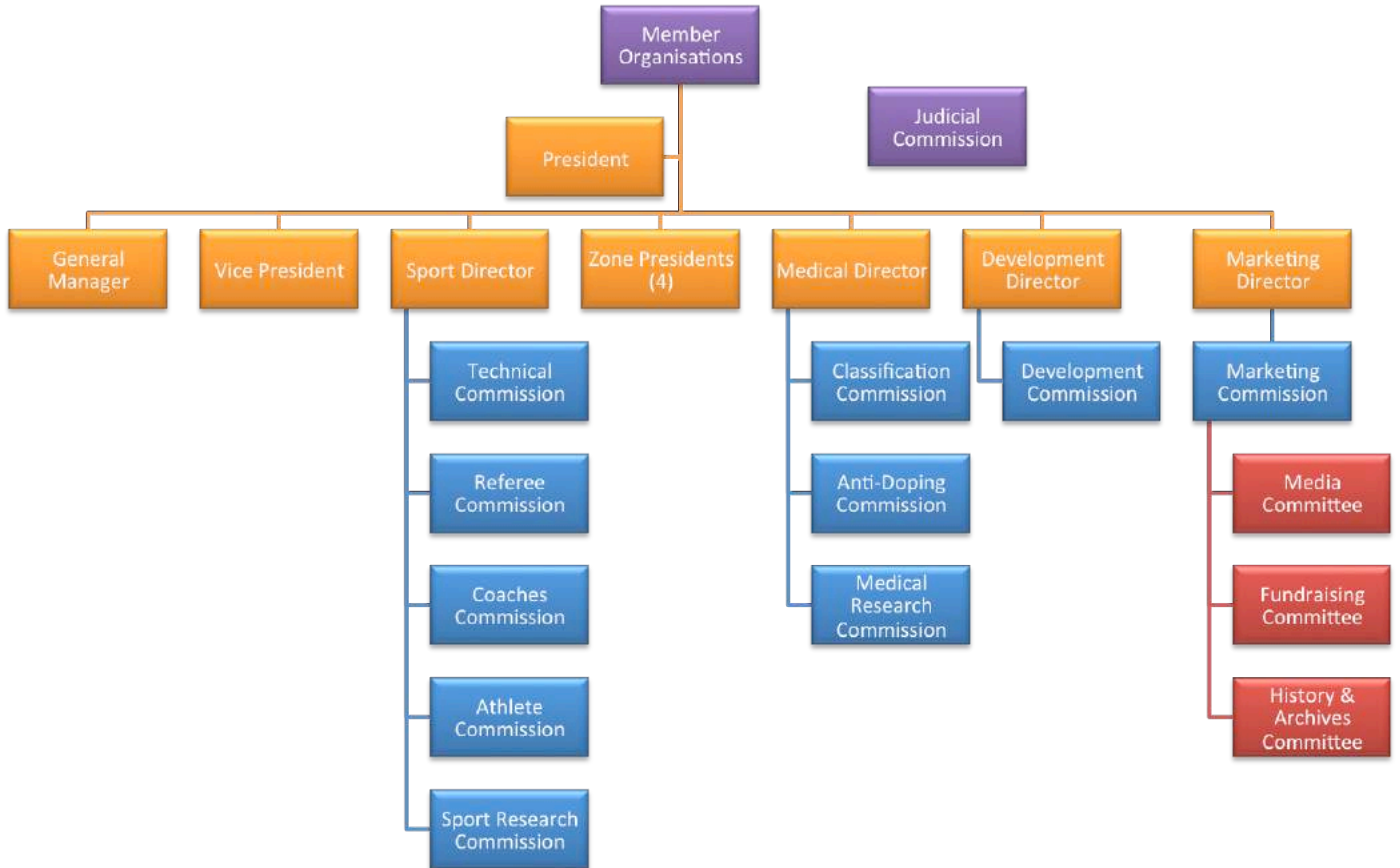 Member
Organisations
Judicial
Commission
President
General
Manager
Vice President
Sport Director
Zone Presidents
(4)
Medical Director
Development
Director
Marketing
Director
Technical
Commission
Classification
Commission
Development
Commission
Marketing
Commission
Referee
Commission
Anti-Doping
Commission
Media
Committee
Coaches
Commission
Medical
Research
Commission
Fundraising
Committee
Athlete
Commission
History &
Archives
Committee
Sport Research
Commission